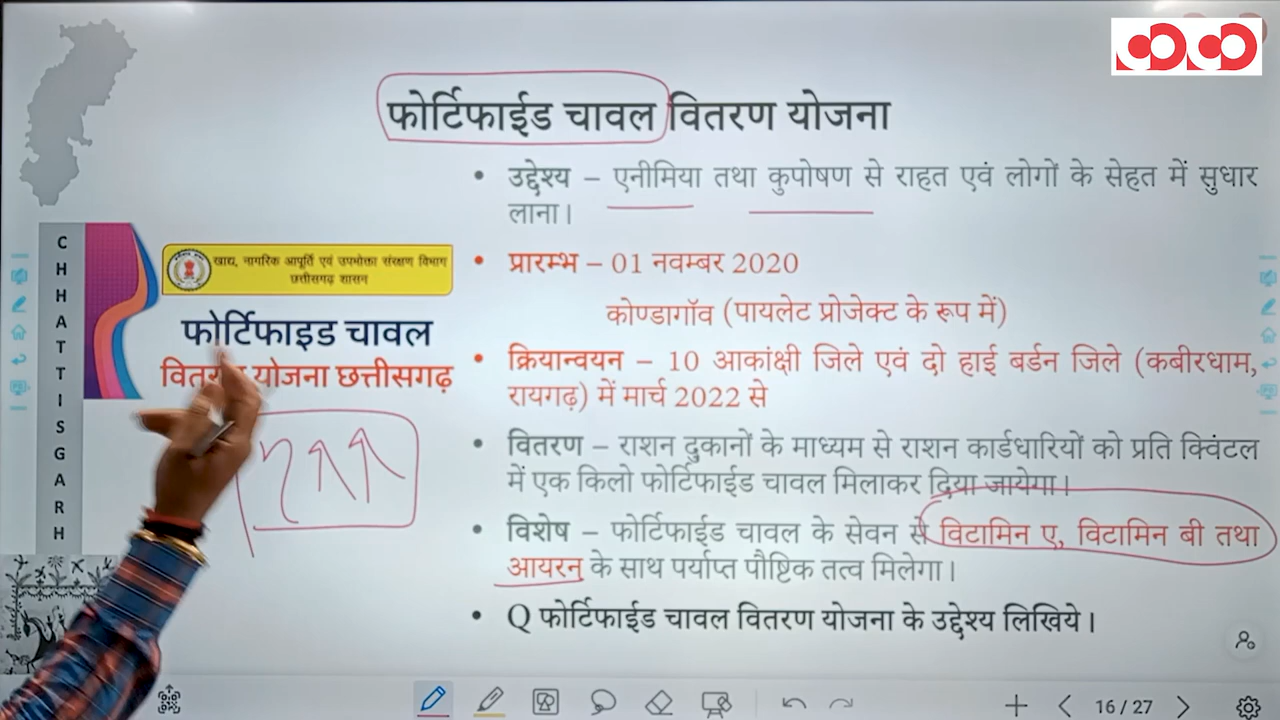 फोर्टिफाईड चावल वितरण योजना
• उद्देश्य – एनीमिया तथा कुपोषण से राहत एवं लोगों के सेहत में सुधार
लाना।
• प्रारम्भ – 01 नवम्बर 2020
कोण्डागॉव (पायलेट प्रोजेक्ट के रूप में)
• क्रियान्वयन – 10 आकांक्षी जिले एवं दो हाई बर्डन जिले (कबीरधाम,
रायगढ़) में मार्च 2022 से
• वितरण – राशन दुकानों के माध्यम से राशन कार्डधारियों को प्रति क्विंटल
में एक किलो फोर्टिफाईड चावल मिलाकर दिया जायेगा।
• विशेष – फोर्टिफाईड चावल के सेवन से विटामिन ए, विटामिन बी तथा
आयरन के साथ पर्याप्त पौष्टिक तत्व मिलेगा।
• Q फोर्टिफाईड चावल वितरण योजना के उद्देश्य लिखिये।
CHHATTISGARH
खाद्य, नागरिक आपूर्ति एवं उपभोक्ता संरक्षण विभाग
छत्तीसगढ़ शासन
फोर्टिफाइड चावल
वितरण योजना छत्तीसगढ़
16 / 27